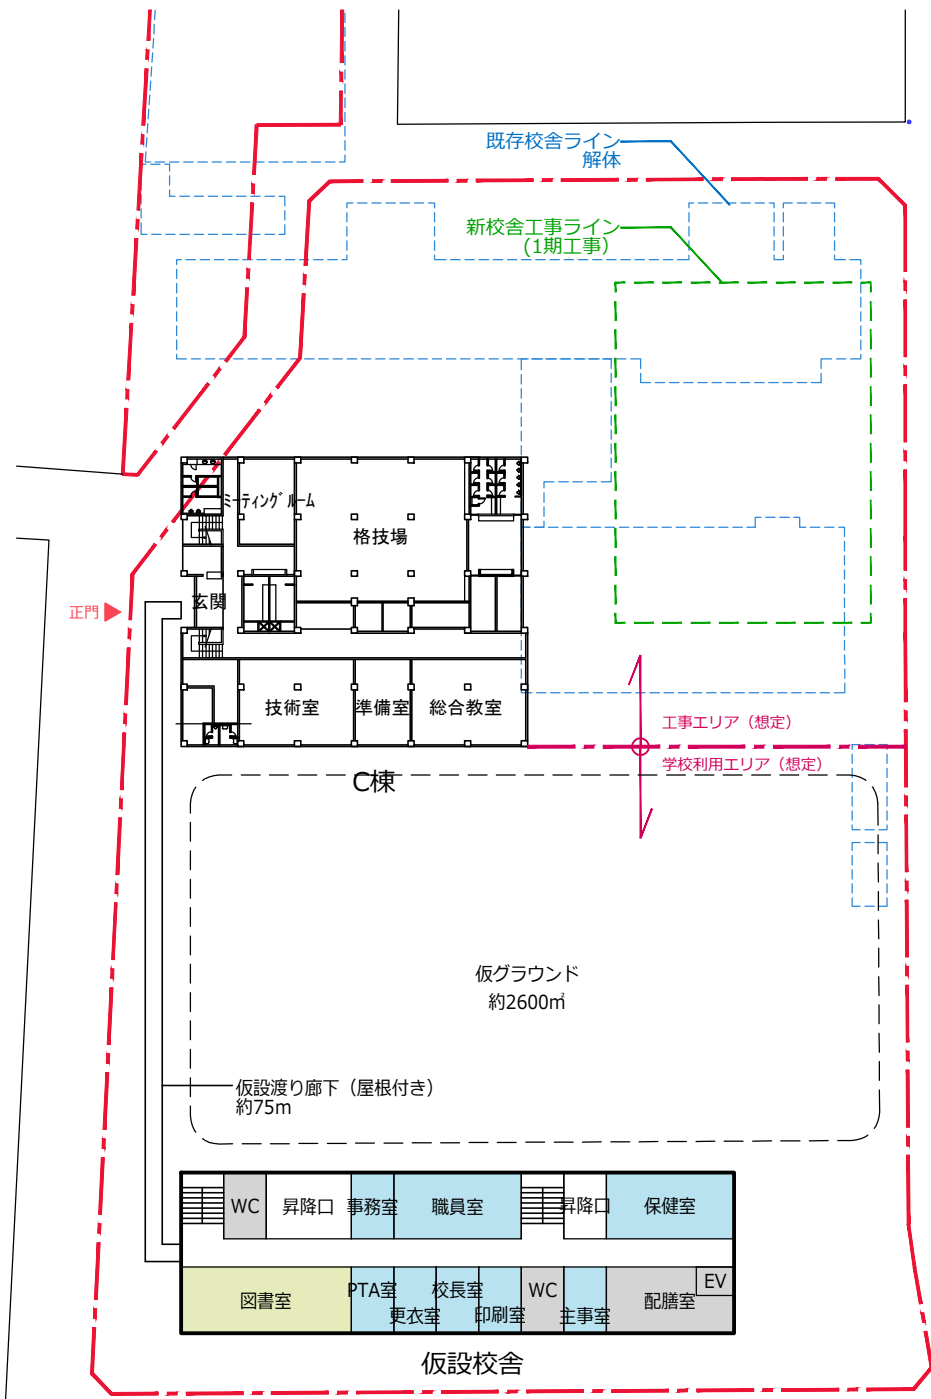 既存校舎ライン
解体
新校舎工事ライン
(1期工事)
ミーティングルーム
格技場
正門
玄関
技術室
準備室
総合教室
工事エリア（想定）
学校利用エリア（想定）
C棟
仮グラウンド
約2600㎡
仮設渡り廊下（屋根付き）
約75m
WC
昇降口
事務室
職員室
昇降口
保健室
図書室
PTA室
更衣室
校長室
印刷室
WC
主事室
配膳室
EV
仮設校舎